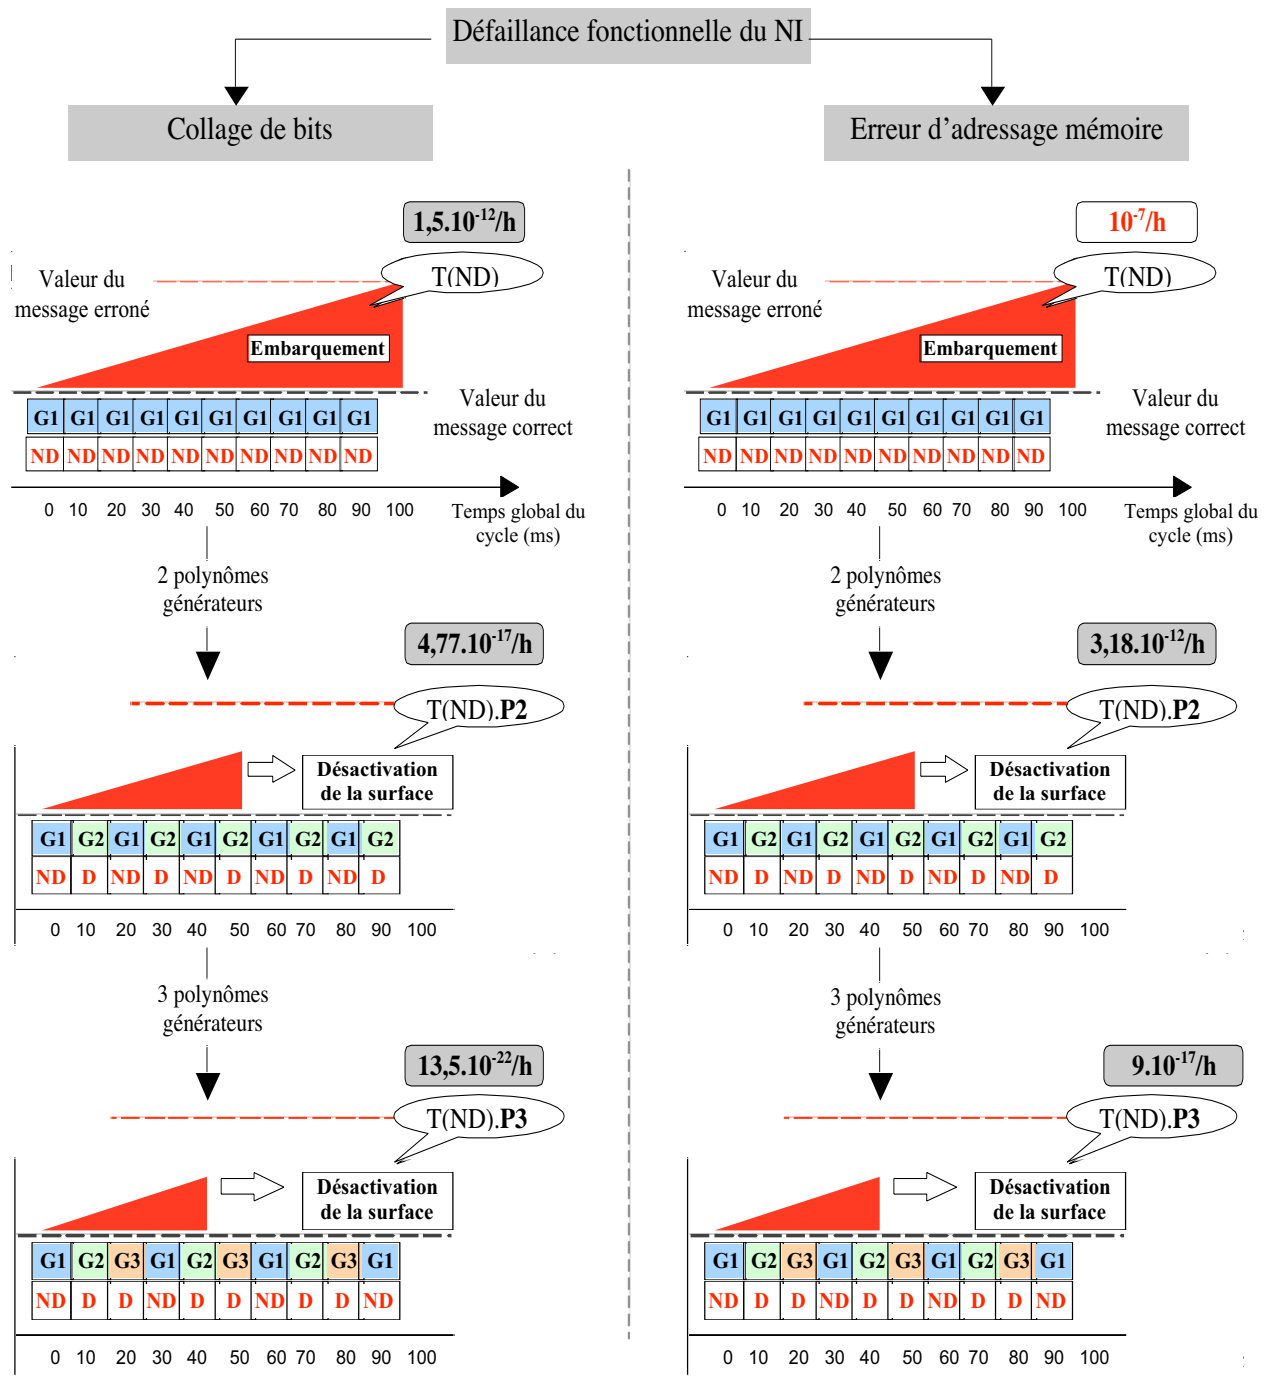 Défaillance fonctionnelle du NI
Collage de bits
1,5.10⁻¹²/h
T(ND)
Valeur du
message erroné
Embarquement
G1 G1 G1 G1 G1 G1 G1 G1 G1 G1
ND ND ND ND ND ND ND ND ND ND
Valeur du
message correct
0 10 20 30 40 50 60 70 80 90 100
Temps global du
cycle (ms)
2 polynômes
générateurs
4,77.10⁻¹⁷/h
T(ND).P2
Désactivation
de la surface
G1 G2 G1 G2 G1 G2 G1 G2 G1 G2
ND D ND D ND D ND D ND D
0 10 20 30 40 50 60 70 80 90 100
3 polynômes
générateurs
13,5.10⁻²²/h
T(ND).P3
Désactivation
de la surface
G1 G2 G3 G1 G2 G3 G1 G2 G3 G1
ND D D ND D D ND D D ND
0 10 20 30 40 50 60 70 80 90 100
Erreur d'adressage mémoire
10⁻⁷/h
T(ND)
Valeur du
message erroné
Embarquement
G1 G1 G1 G1 G1 G1 G1 G1 G1 G1
ND ND ND ND ND ND ND ND ND ND
Valeur du
message correct
0 10 20 30 40 50 60 70 80 90 100
Temps global du
cycle (ms)
2 polynômes
générateurs
3,18.10⁻¹²/h
T(ND).P2
Désactivation
de la surface
G1 G2 G1 G2 G1 G2 G1 G2 G1 G2
ND D ND D ND D ND D ND D
0 10 20 30 40 50 60 70 80 90 100
3 polynômes
générateurs
9.10⁻¹⁷/h
T(ND).P3
Désactivation
de la surface
G1 G2 G3 G1 G2 G3 G1 G2 G3 G1
ND D D ND D D ND D D ND
0 10 20 30 40 50 60 70 80 90 100